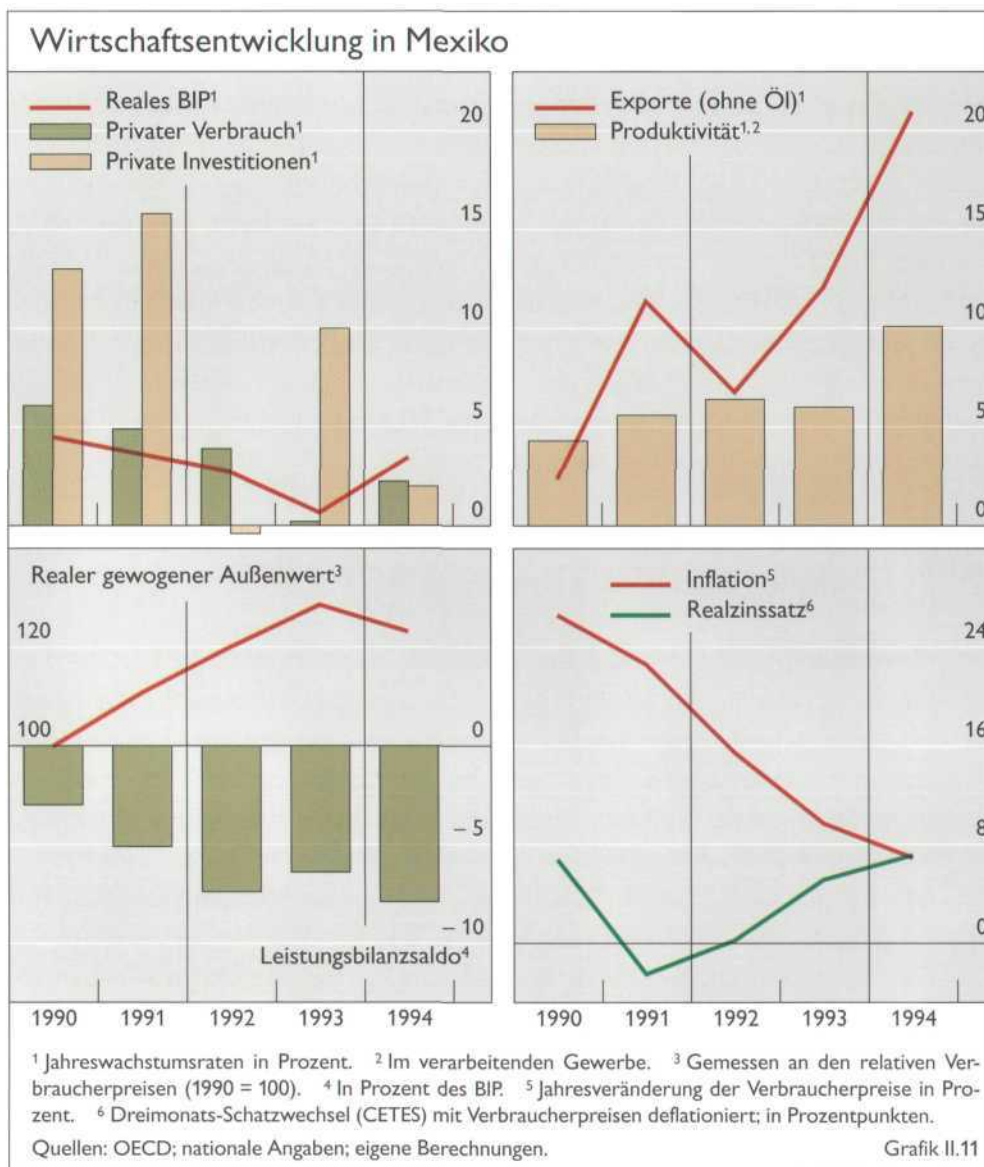 Wirtschaftsentwicklung in Mexiko
Reales BIP¹
Privater Verbrauch¹
Private Investitionen¹
20
15
10
5
0
Exporte (ohne Öl)¹
Produktivität¹,²
20
15
10
5
0
Realer gewogener Außenwert³
120
100
0
– 5
– 10
Leistungsbilanzsaldo⁴
1990 1991 1992 1993 1994
Inflation⁵
Realzinssatz⁶
24
16
8
0
1990 1991 1992 1993 1994
¹ Jahreswachstumsraten in Prozent. ² Im verarbeitenden Gewerbe. ³ Gemessen an den relativen Ver-
braucherpreisen (1990 = 100). ⁴ In Prozent des BIP. ⁵ Jahresveränderung der Verbraucherpreise in Pro-
zent. ⁶ Dreimonats-Schatzwechsel (CETES) mit Verbraucherpreisen deflationiert; in Prozentpunkten.
Quellen: OECD; nationale Angaben; eigene Berechnungen. Grafik II.11